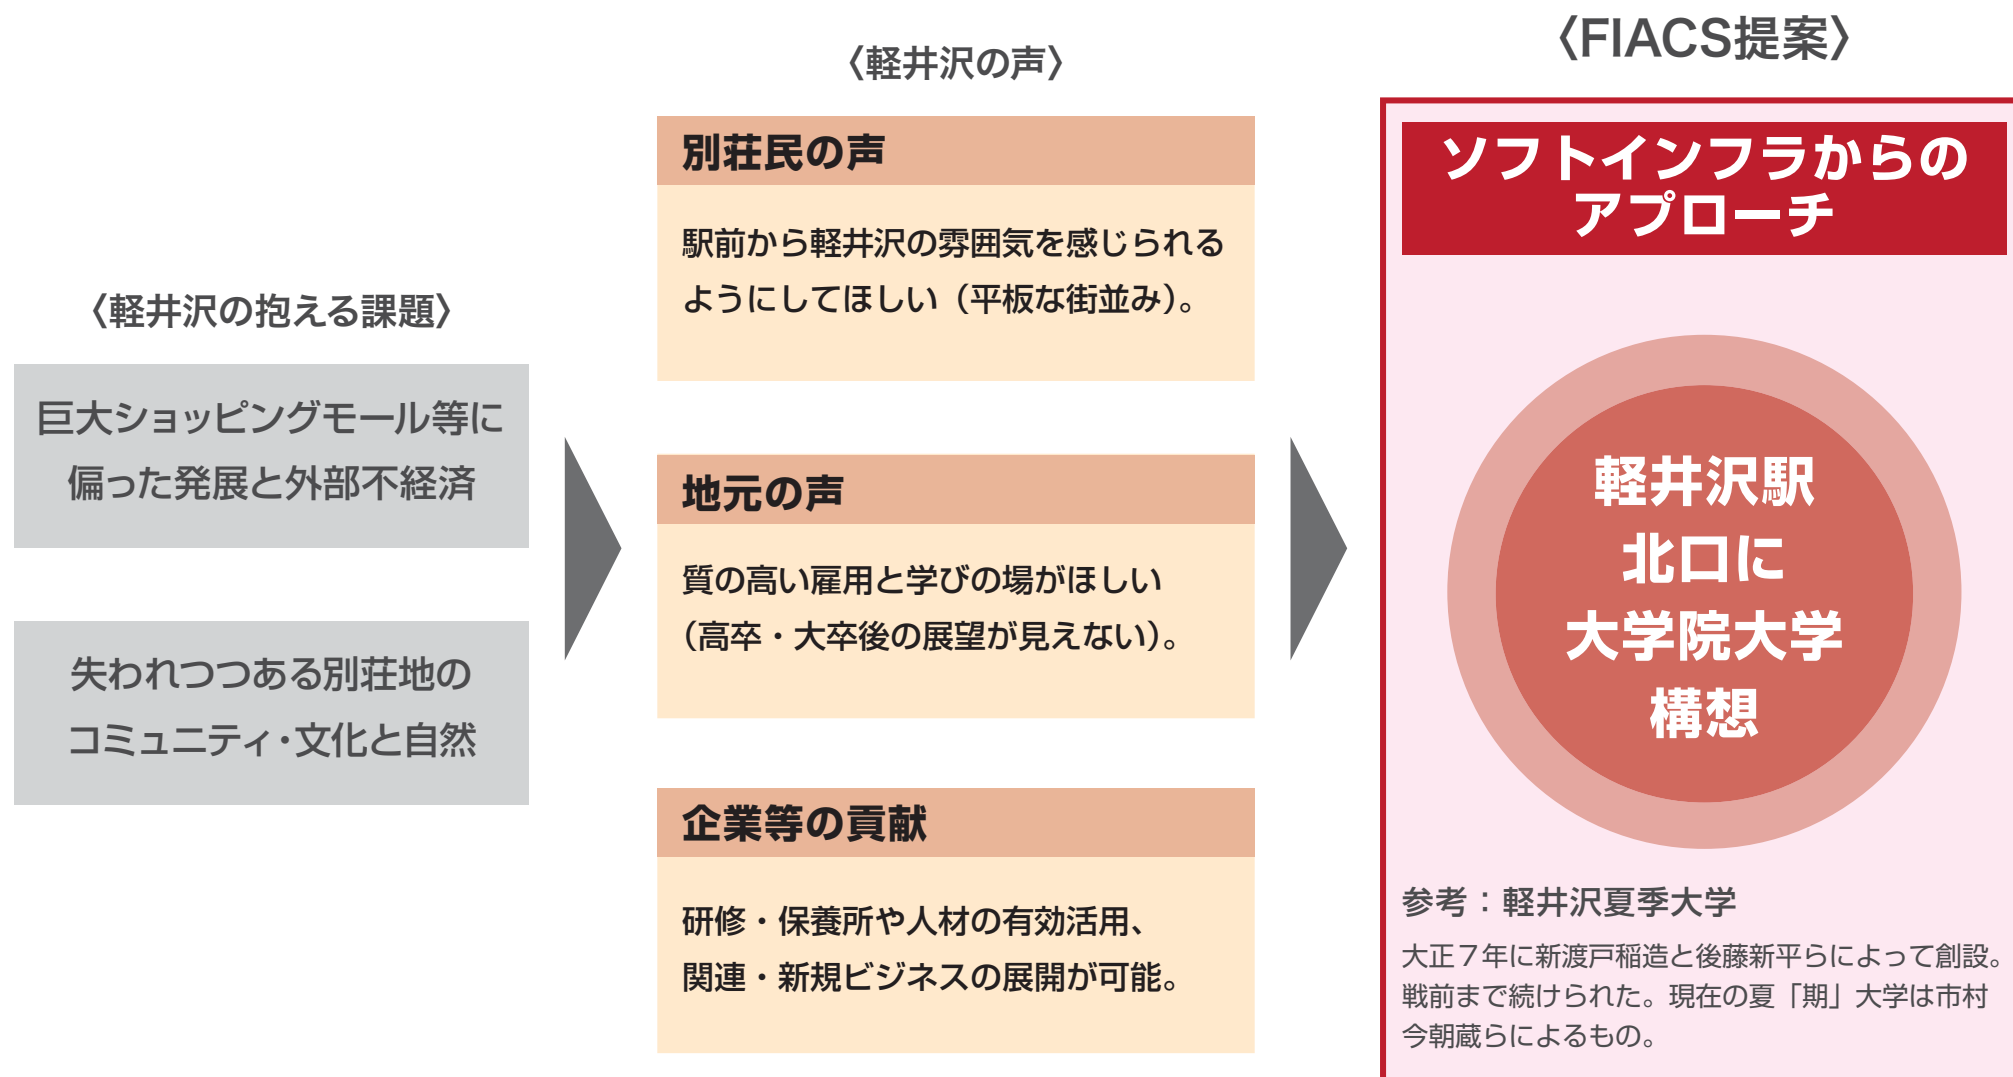 〈軽井沢の抱える課題〉
巨大ショッピングモール等に
偏った発展と外部不経済
失われつつある別荘地の
コミュニティ・文化と自然
〈軽井沢の声〉
別荘民の声
駅前から軽井沢の雰囲気を感じられる
ようにしてほしい（平板な街並み）。
地元の声
質の高い雇用と学びの場がほしい
（高卒・大卒後の展望が見えない）。
企業等の貢献
研修・保養所や人材の有効活用、
関連・新規ビジネスの展開が可能。
〈FIACS提案〉
ソフトインフラからの
アプローチ
軽井沢駅
北口に
大学院大学
構想
参考：軽井沢夏季大学
大正７年に新渡戸稲造と後藤新平らによって創設。
戦前まで続けられた。現在の夏「期」大学は市村
今朝蔵らによるもの。